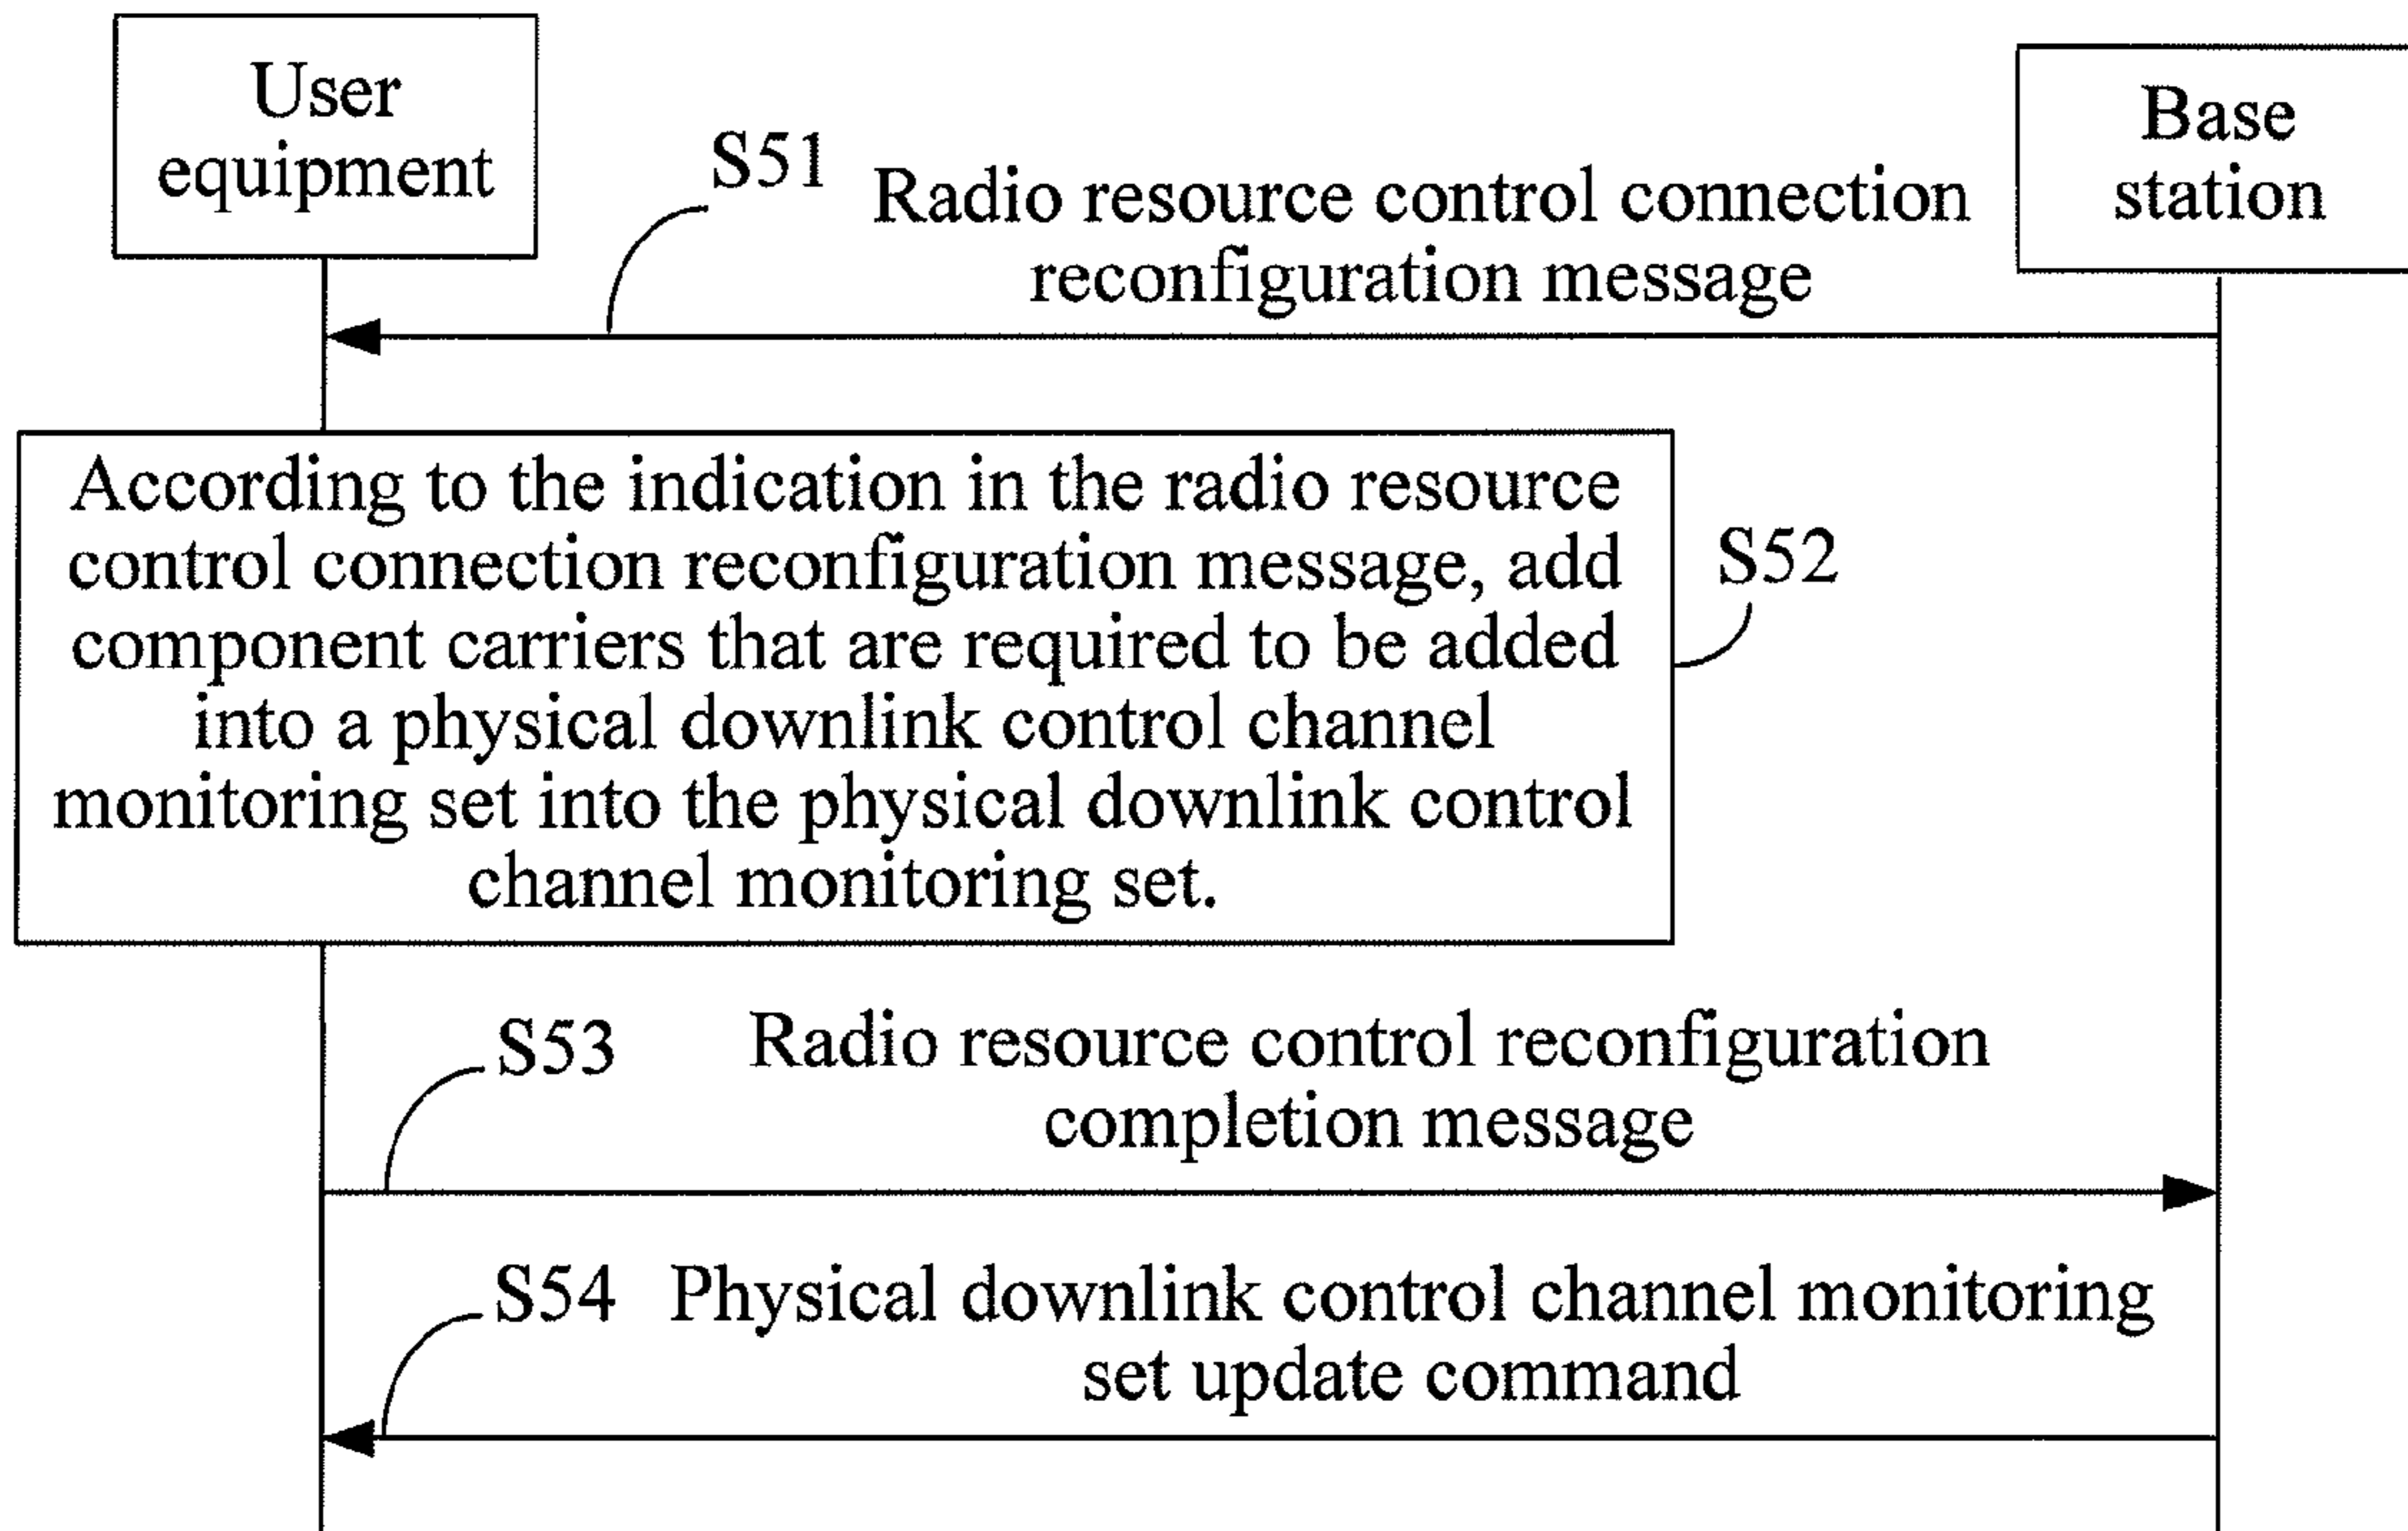 User
equipment
Base
station
S51
Radio resource control connection
reconfiguration message
According to the indication in the radio resource
control connection reconfiguration message, add
component carriers that are required to be added
into a physical downlink control channel
monitoring set into the physical downlink control
channel monitoring set.
S52
S53
Radio resource control reconfiguration
completion message
S54
Physical downlink control channel monitoring
set update command